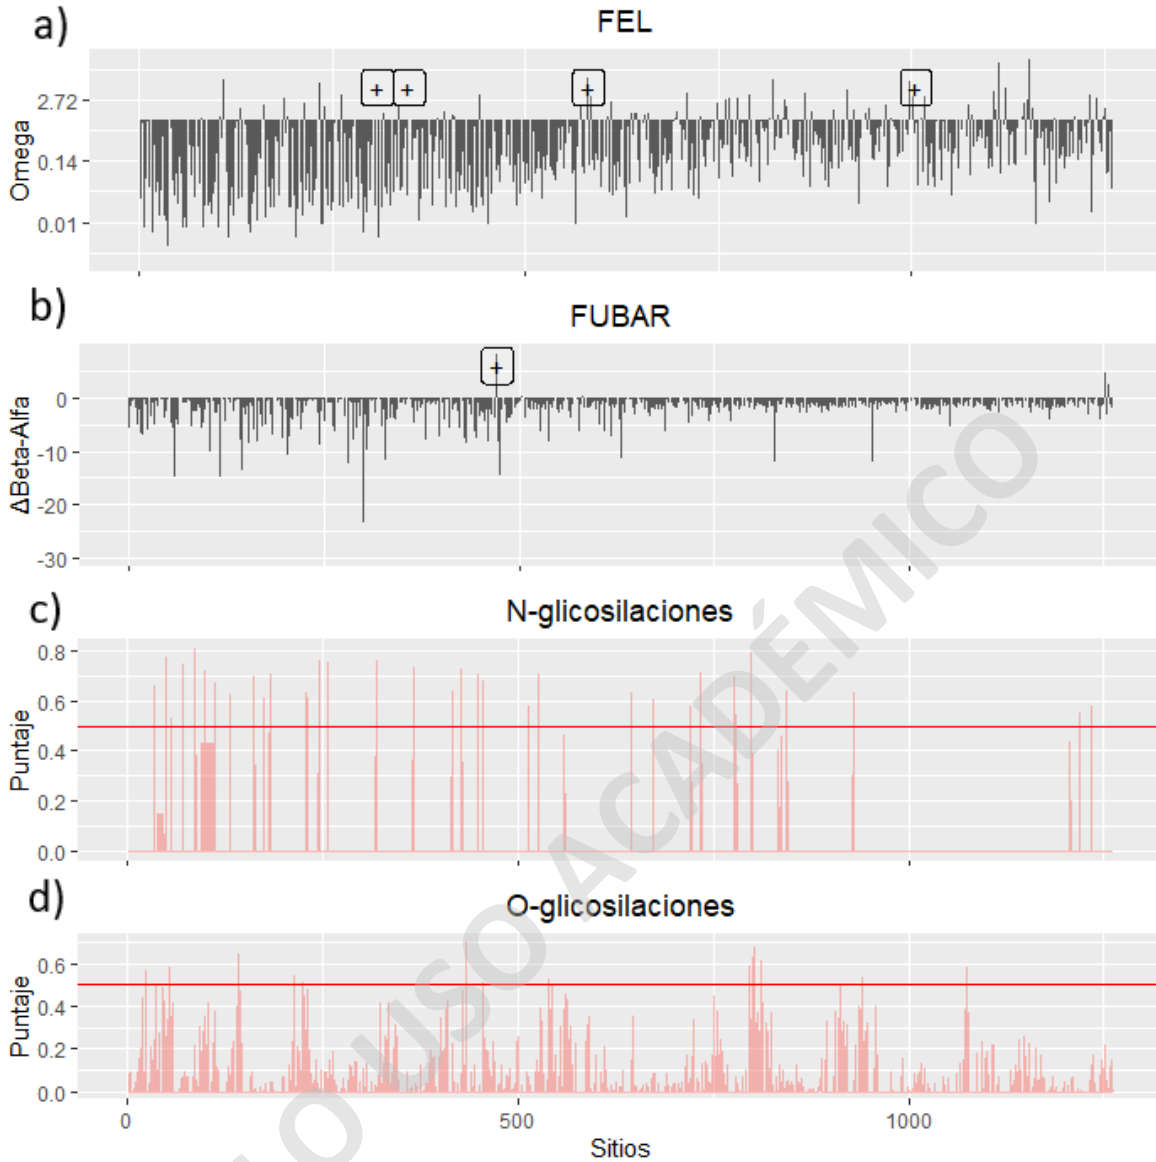 a)
FEL
+ + + +
2.72
0.14
0.01
Omega
b)
FUBAR
+
0
-10
-20
-30
ΔBeta-Alfa
c)
N-glicosilaciones
0.8
0.6
0.4
0.2
0.0
Puntaje
d)
O-glicosilaciones
0.6
0.4
0.2
0.0
Puntaje
0 500 1000
Sitios
O USO ACADÉMICO